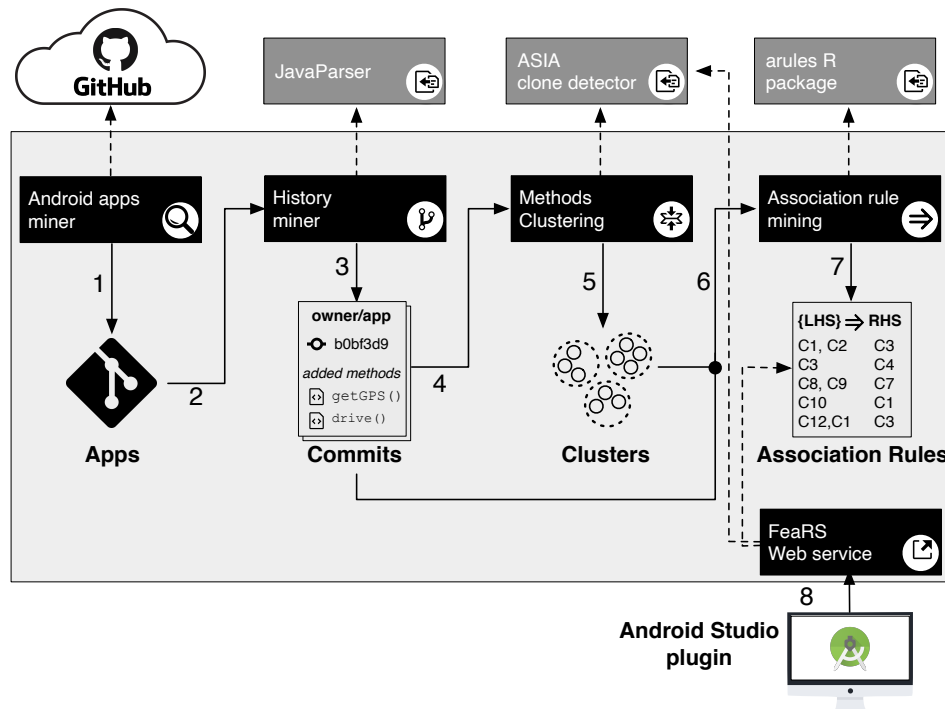 GitHub
JavaParser
ASIA
clone detector
arules R
package
Android apps
miner
History
miner
Methods
Clustering
Association rule
mining
1
2
3
4
5
6
7
owner/app
b0bf3d9
added methods
getGPS()
drive()
{LHS} ⇒ RHS
C1, C2 C3
C3 C4
C8, C9 C7
C10 C1
C12,C1 C3
Apps
Commits
Clusters
Association Rules
FeaRS
Web service
8
Android Studio
plugin